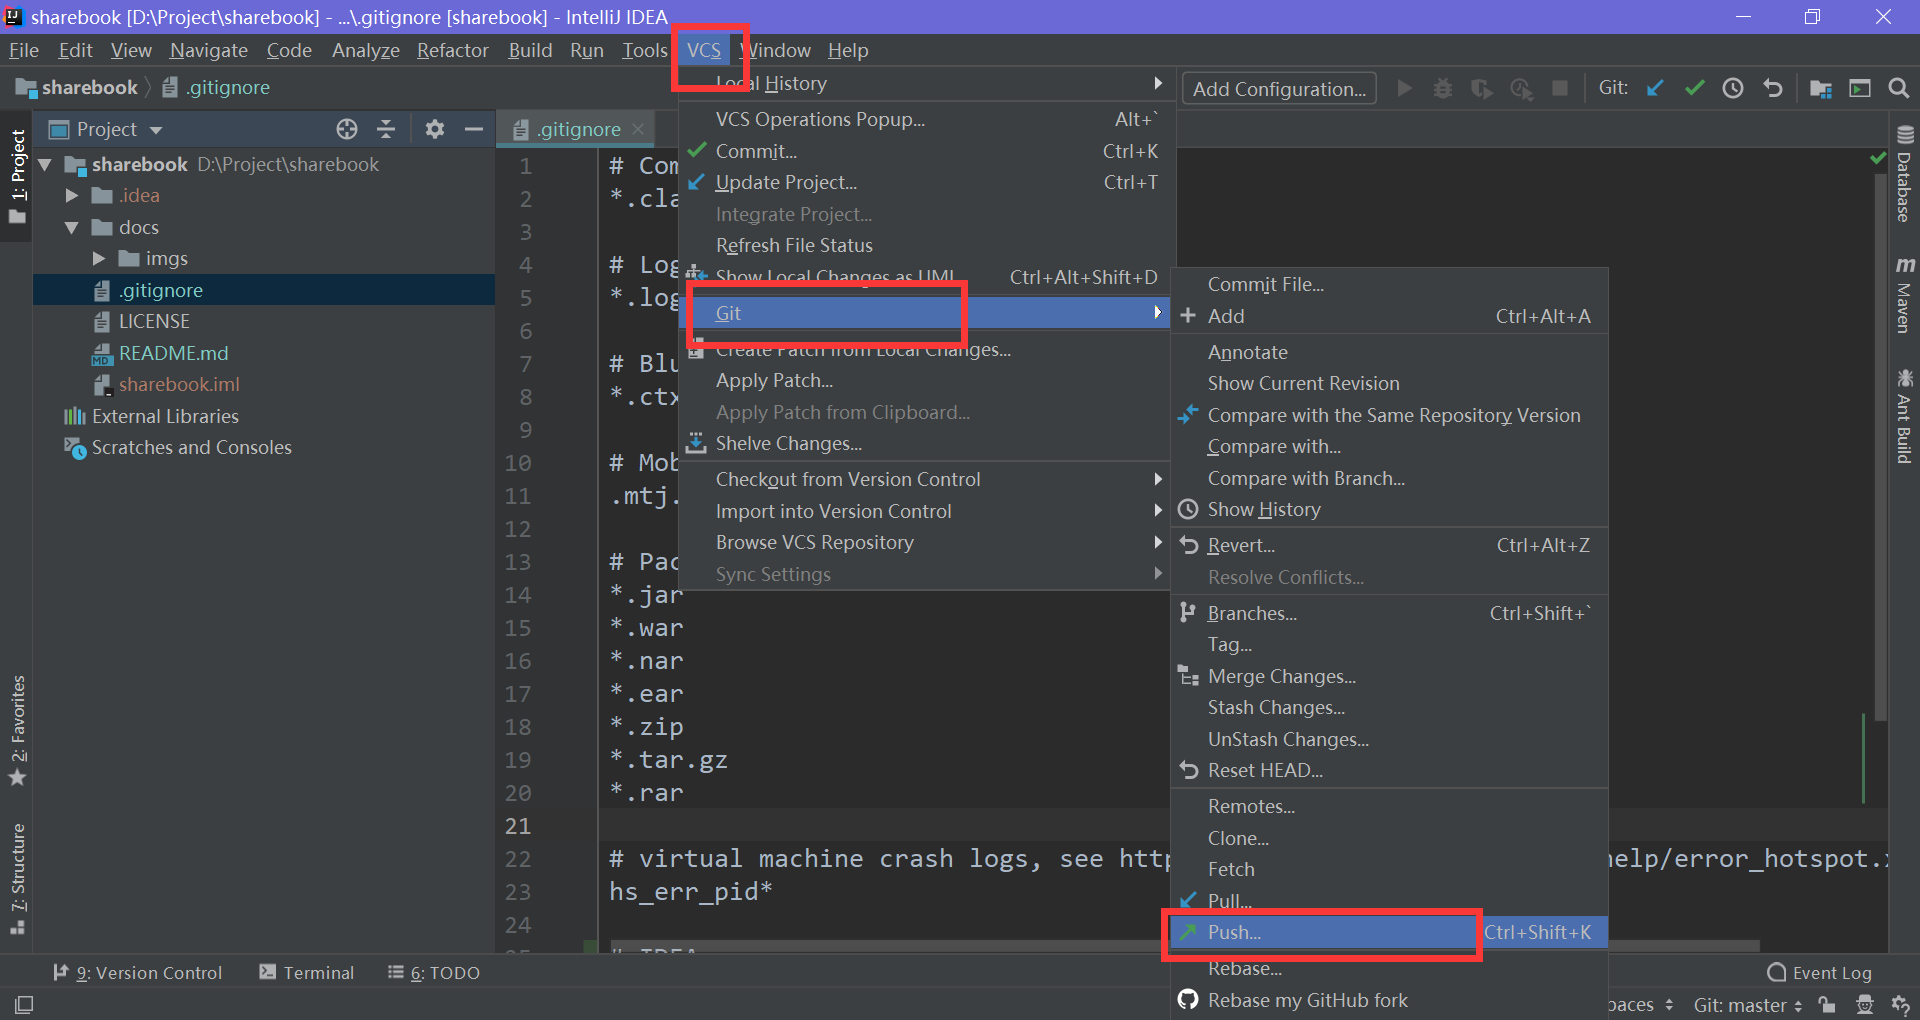 sharebook [D:\Project\sharebook] - ...\.gitignore [sharebook] - IntelliJ IDEA
File Edit View Navigate Code Analyze Refactor Build Run Tools VCS Window Help
sharebook .gitignore
Add Configuration...
Git:
Project
.gitignore
1: Project
2: Favorites
7: Structure
sharebook D:\Project\sharebook
.idea
docs
imgs
.gitignore
LICENSE
README.md
sharebook.iml
External Libraries
Scratches and Consoles
1 # Com
2 *.cla
3
4 # Log
5 *.log
6
7 # Blu
8 *.ctx
9
10 # Mob
11 .mtj.
12
13 # Pac
14 *.jar
15 *.war
16 *.nar
17 *.ear
18 *.zip
19 *.tar.gz
20 *.rar
21
22 # virtual machine crash logs, see http help/error_hotspot.x
23 hs_err_pid*
24
25 # IDEA
Local History
VCS Operations Popup... Alt+`
Commit... Ctrl+K
Update Project... Ctrl+T
Integrate Project...
Refresh File Status
Show Local Changes as UML Ctrl+Alt+Shift+D
Git
Create Patch from Local Changes...
Apply Patch...
Apply Patch from Clipboard...
Shelve Changes...
Checkout from Version Control
Import into Version Control
Browse VCS Repository
Sync Settings
Commit File...
Add Ctrl+Alt+A
Annotate
Show Current Revision
Compare with the Same Repository Version
Compare with...
Compare with Branch...
Show History
Revert... Ctrl+Alt+Z
Resolve Conflicts...
Branches... Ctrl+Shift+`
Tag...
Merge Changes...
Stash Changes...
UnStash Changes...
Reset HEAD...
Remotes...
Clone...
Fetch
Pull...
Push... Ctrl+Shift+K
Rebase...
Rebase my GitHub fork
Database
m Maven
Ant Build
9: Version Control Terminal 6: TODO
Event Log
paces Git: master